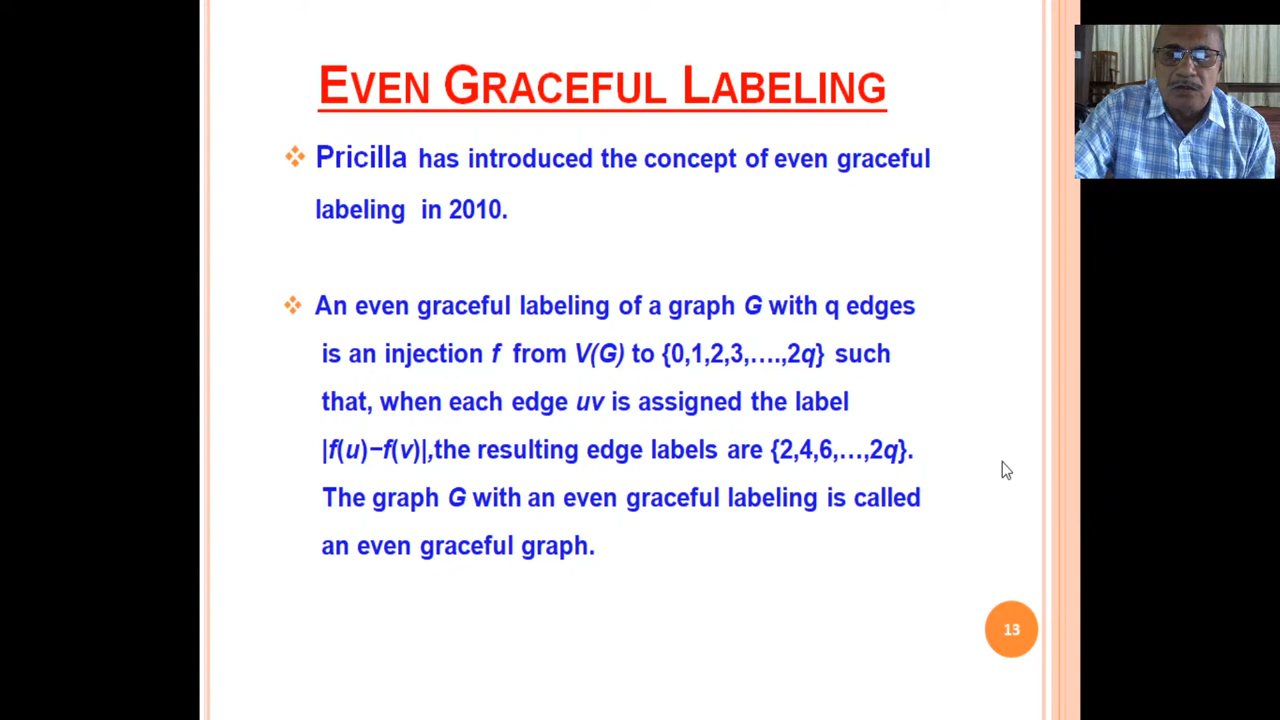 EVEN GRACEFUL LABELING
Pricilla has introduced the concept of even graceful
labeling in 2010.
An even graceful labeling of a graph G with q edges
is an injection f from V(G) to {0,1,2,3,….,2q} such
that, when each edge uv is assigned the label
|f(u)−f(v)|,the resulting edge labels are {2,4,6,…,2q}.
The graph G with an even graceful labeling is called
an even graceful graph.
13